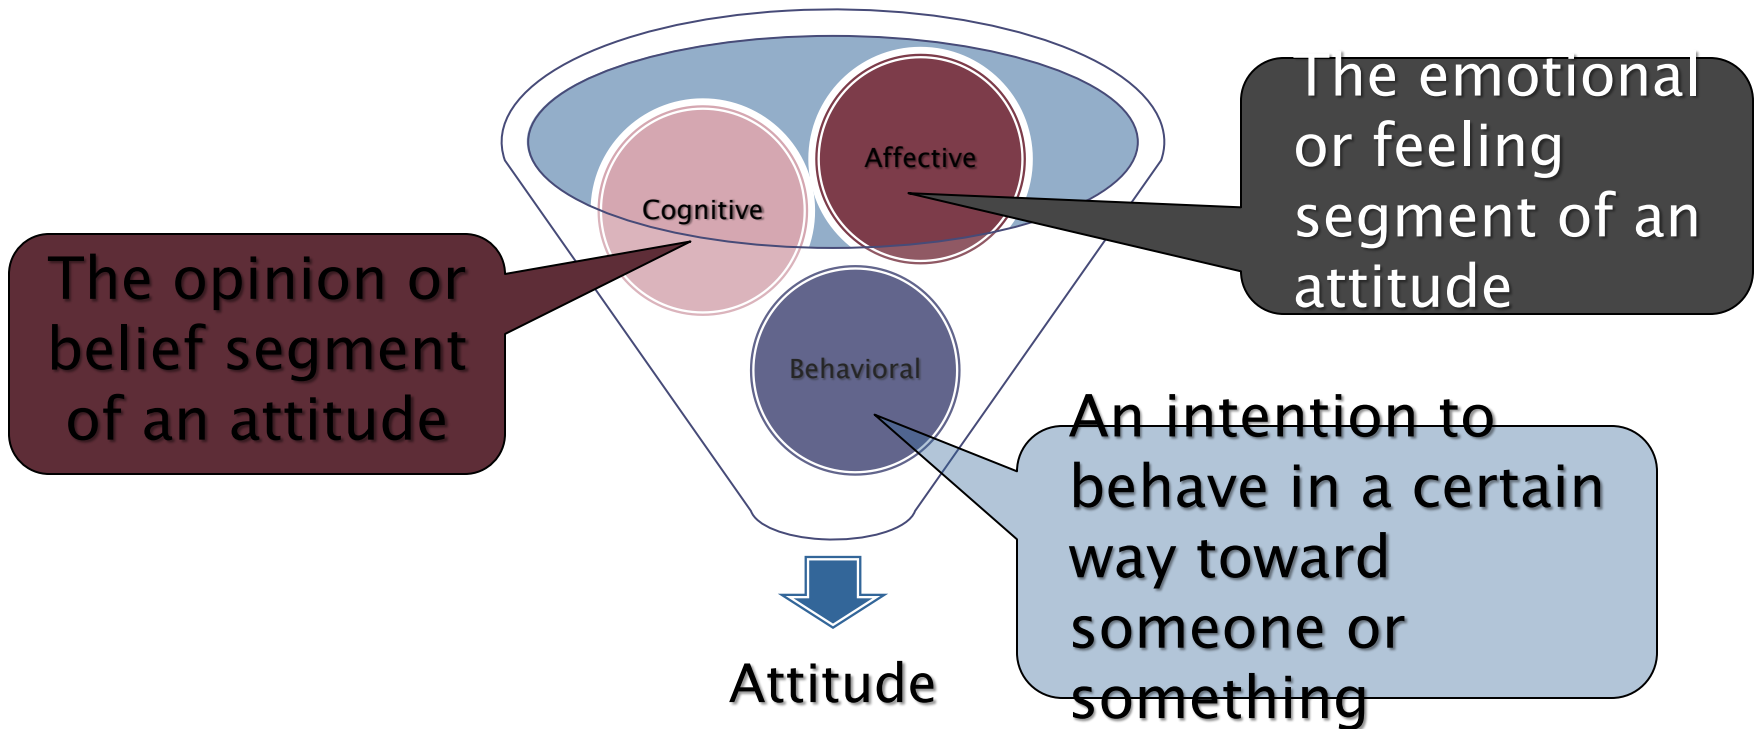 The emotional
or feeling
segment of an
attitude
Affective
Cognitive
The opinion or
belief segment
of an attitude
Behavioral
An intention to
behave in a certain
way toward
someone or
something
Attitude